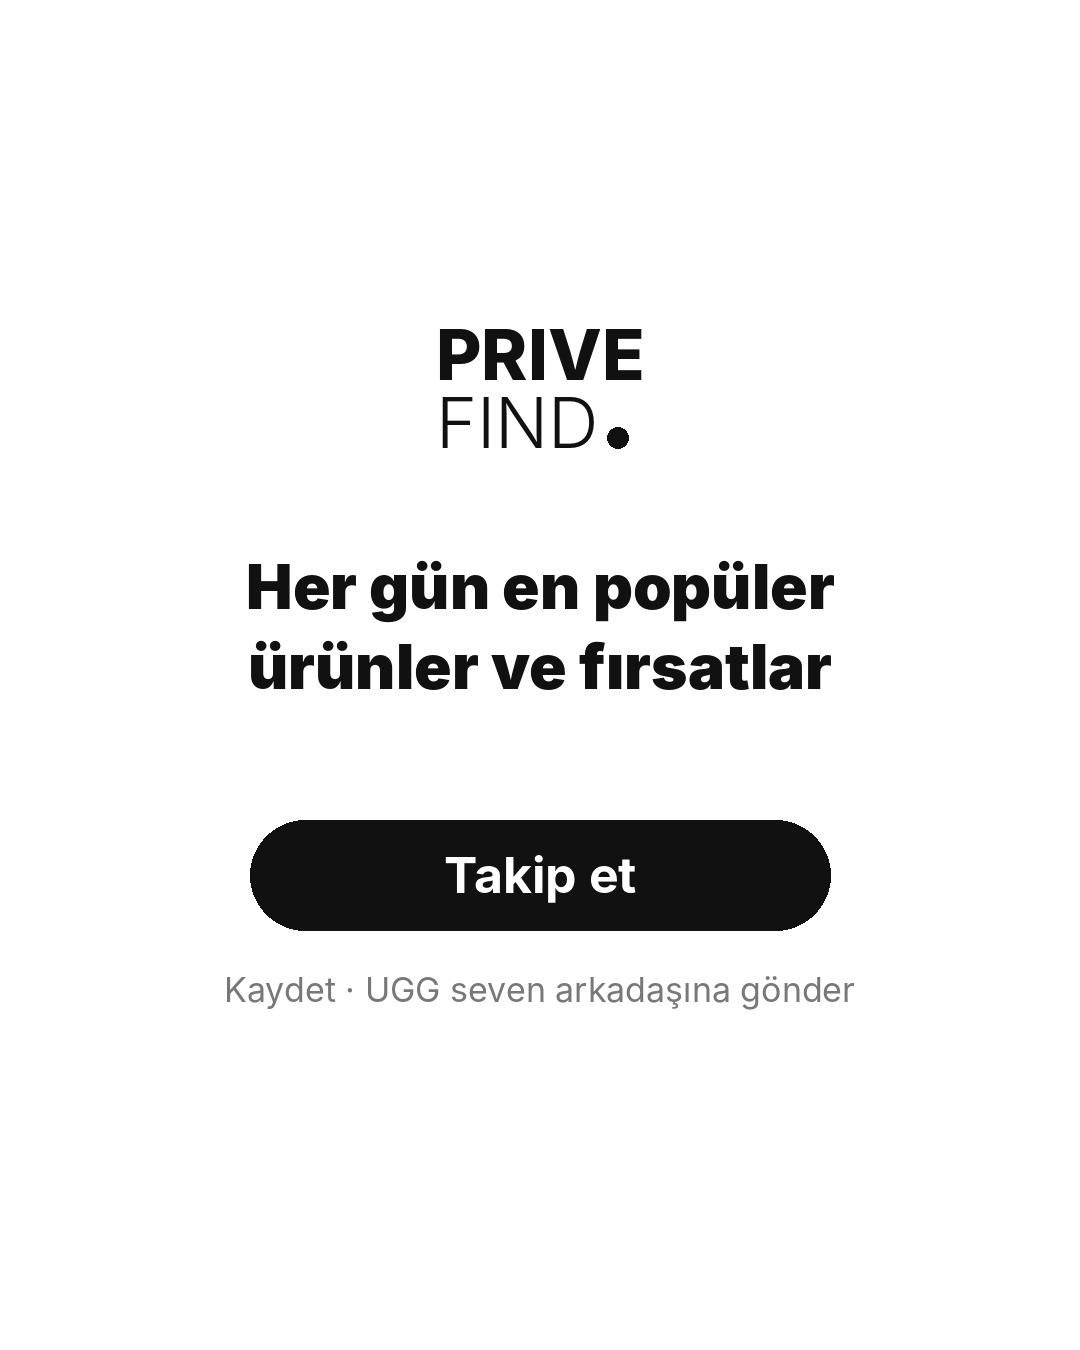 PRIVE
FIND.
Her gün en popüler
ürünler ve fırsatlar
Takip et
Kaydet · UGG seven arkadaşına gönder